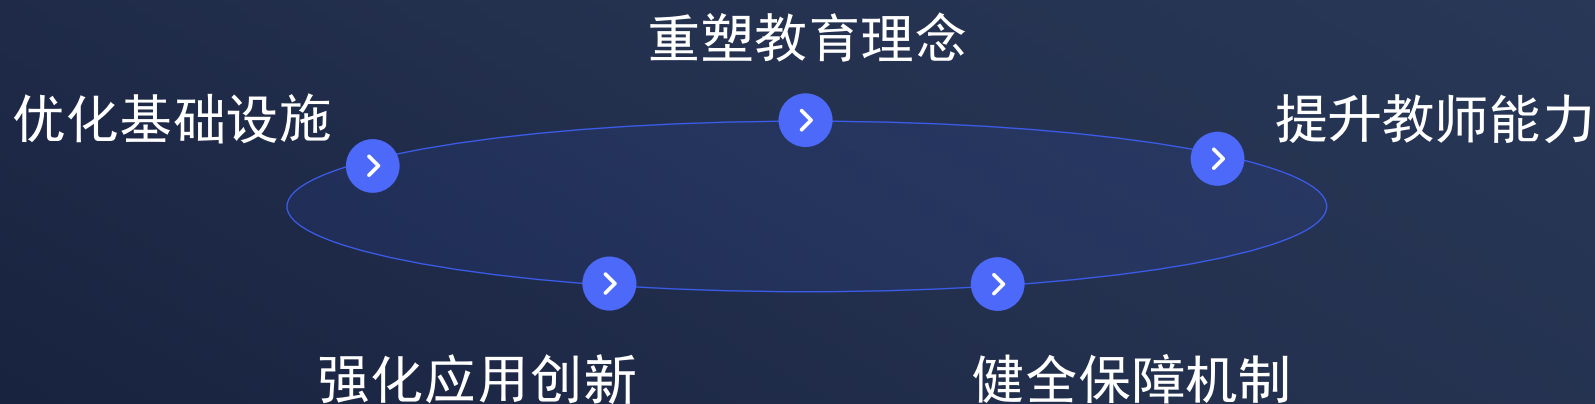 重塑教育理念
优化基础设施
提升教师能力
强化应用创新
健全保障机制